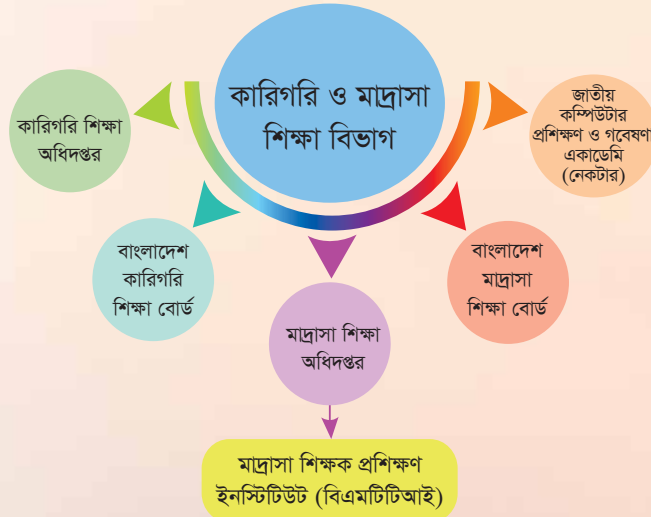 কারিগরি ও মাদ্রাসা
শিক্ষা বিভাগ
কারিগরি শিক্ষা
অধিদপ্তর
বাংলাদেশ
কারিগরি
শিক্ষা বোর্ড
মাদ্রাসা শিক্ষা
অধিদপ্তর
বাংলাদেশ
মাদ্রাসা
শিক্ষা বোর্ড
জাতীয়
কম্পিউটার
প্রশিক্ষণ ও গবেষণা
একাডেমি
(নেকটার)
মাদ্রাসা শিক্ষক প্রশিক্ষণ
ইনস্টিটিউট (বিএমটিটিআই)